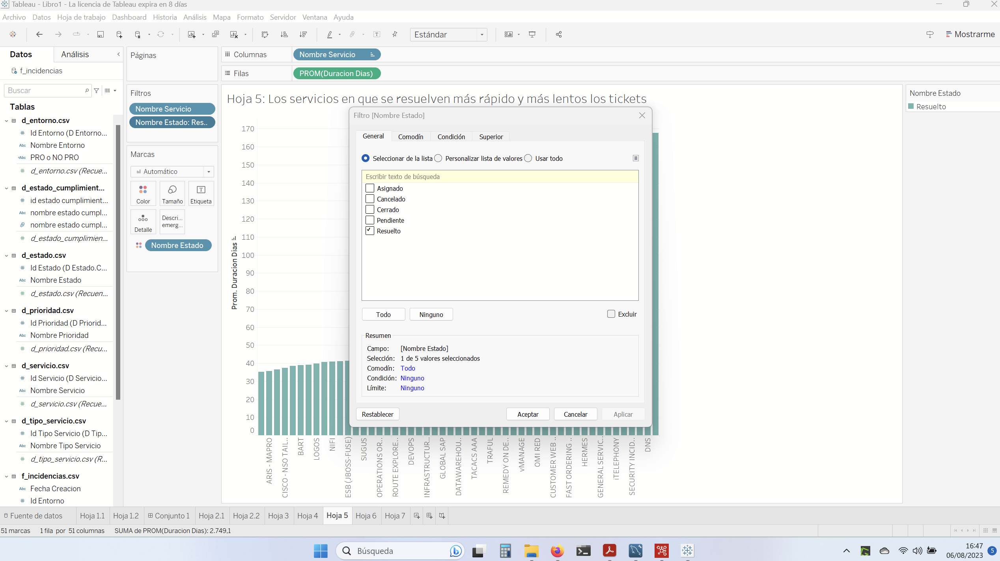 Tableau - Libro1 - La licencia de Tableau expira en 8 días
Archivo Datos Hoja de trabajo Dashboard Historia Análisis Mapa Formato Servidor Ventana Ayuda
Estándar
Mostrarme
Datos
Análisis
f_incidencias
Buscar
Tablas
d_entorno.csv
Id Entorno (D Entorno...
Abc Nombre Entorno
=Abc PRO o NO PRO
d_entorno.csv (Recue...
d_estado_cumplimient...
id estado cumplimient...
Abc nombre estado cumpl...
nombre estado cumpl...
d_estado_cumplimien...
d_estado.csv
Id Estado (D Estado.C...
Abc Nombre Estado
d_estado.csv (Recuen...
d_prioridad.csv
Id Prioridad (D Priorid...
Abc Nombre Prioridad
d_prioridad.csv (Recu...
d_servicio.csv
Id Servicio (D Servicio...
Abc Nombre Servicio
d_servicio.csv (Recue...
d_tipo_servicio.csv
Id Tipo Servicio (D Tip...
Abc Nombre Tipo Servicio
d_tipo_servicio.csv (R...
f_incidencias.csv
Abc Fecha Creacion
Id Entorno
Páginas
Filtros
Nombre Servicio
Nombre Estado: Res..
Marcas
Automático
Color
Tamaño
Etiqueta
Detalle
Descri...
emerg...
Nombre Estado
Columnas
Nombre Servicio
Filas
PROM(Duracion Dias)
Hoja 5: Los servicios en que se resuelven más rápido y más lentos los tickets
Prom. Duracion Dias
170
160
150
140
130
120
110
100
90
80
70
60
50
40
30
20
10
0
ARIS - MAPRO
CISCO - NSO TAIL..
BART
LOGOS
NIFI
ESB (JBOSS-FUSE)
SUGUS
OPERATIONS OR..
ROUTE EXPLORE..
DEVOPS
INFRASTRUCTUR..
GLOBAL SAP
DATAWAREHOU..
TACACS AAA
TRAFUL
REMEDY ON DE..
vMANAGE
OMI RED
CUSTOMER WEB ..
FAST ORDERING ..
HERMES
GENERAL SERVIC..
iTELEPHONY
SECURITY INCID..
DNS
Filtro [Nombre Estado]
General
Comodín
Condición
Superior
Seleccionar de la lista
Personalizar lista de valores
Usar todo
Escribir texto de búsqueda
Asignado
Cancelado
Cerrado
Pendiente
Resuelto
Todo
Ninguno
Excluir
Resumen
Campo: [Nombre Estado]
Selección: 1 de 5 valores seleccionados
Comodín: Todo
Condición: Ninguno
Límite: Ninguno
Restablecer
Aceptar
Cancelar
Aplicar
Nombre Estado
Resuelto
Fuente de datos
Hoja 1.1
Hoja 1.2
Conjunto 1
Hoja 2.1
Hoja 2.2
Hoja 3
Hoja 4
Hoja 5
Hoja 6
Hoja 7
51 marcas 1 fila por 51 columnas SUMA de PROM(Duracion Dias): 2.749,1
Búsqueda
16:47
06/08/2023
5